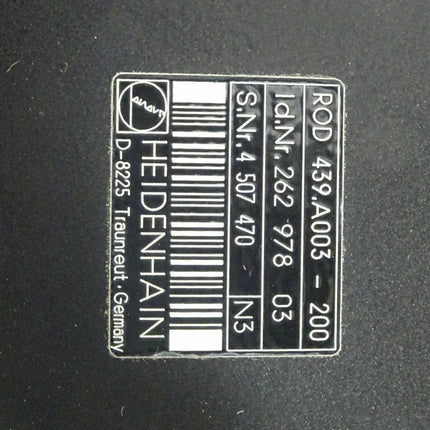 ROD 439.A003 - 200
Id.Nr. 262 978 03
S.Nr. 4 507 470 N3
HEIDENHAIN
D-8225 Traunreut · Germany